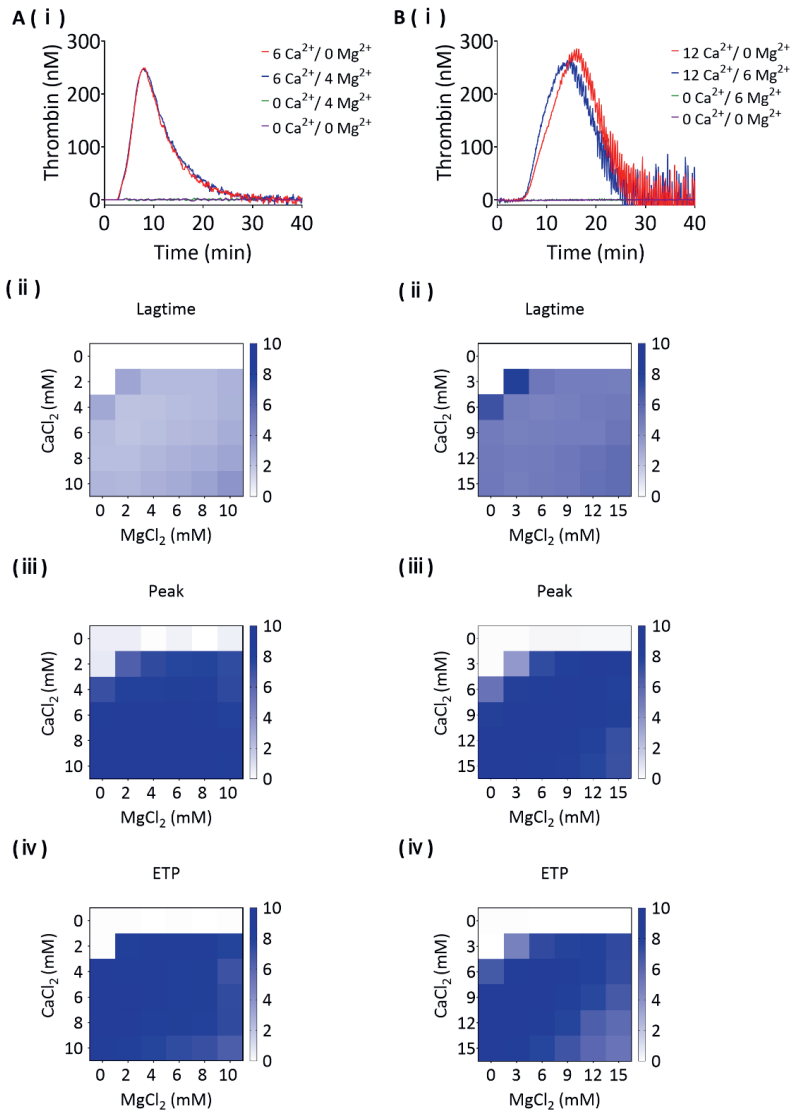 A ( i )
Thrombin (nM)
300
200
100
0
0 10 20 30 40
Time (min)
6 Ca²⁺/ 0 Mg²⁺
6 Ca²⁺/ 4 Mg²⁺
0 Ca²⁺/ 4 Mg²⁺
0 Ca²⁺/ 0 Mg²⁺
B ( i )
Thrombin (nM)
300
200
100
0
0 10 20 30 40
Time (min)
12 Ca²⁺/ 0 Mg²⁺
12 Ca²⁺/ 6 Mg²⁺
0 Ca²⁺/ 6 Mg²⁺
0 Ca²⁺/ 0 Mg²⁺
( ii )
Lagtime
CaCl₂ (mM)
0
2
4
6
8
10
0 2 4 6 8 10
MgCl₂ (mM)
10
8
6
4
2
0
( ii )
Lagtime
CaCl₂ (mM)
0
3
6
9
12
15
0 3 6 9 12 15
MgCl₂ (mM)
10
8
6
4
2
0
( iii )
Peak
CaCl₂ (mM)
0
2
4
6
8
10
0 2 4 6 8 10
MgCl₂ (mM)
10
8
6
4
2
0
( iii )
Peak
CaCl₂ (mM)
0
3
6
9
12
15
0 3 6 9 12 15
MgCl₂ (mM)
10
8
6
4
2
0
( iv )
ETP
CaCl₂ (mM)
0
2
4
6
8
10
0 2 4 6 8 10
MgCl₂ (mM)
10
8
6
4
2
0
( iv )
ETP
CaCl₂ (mM)
0
3
6
9
12
15
0 3 6 9 12 15
MgCl₂ (mM)
10
8
6
4
2
0